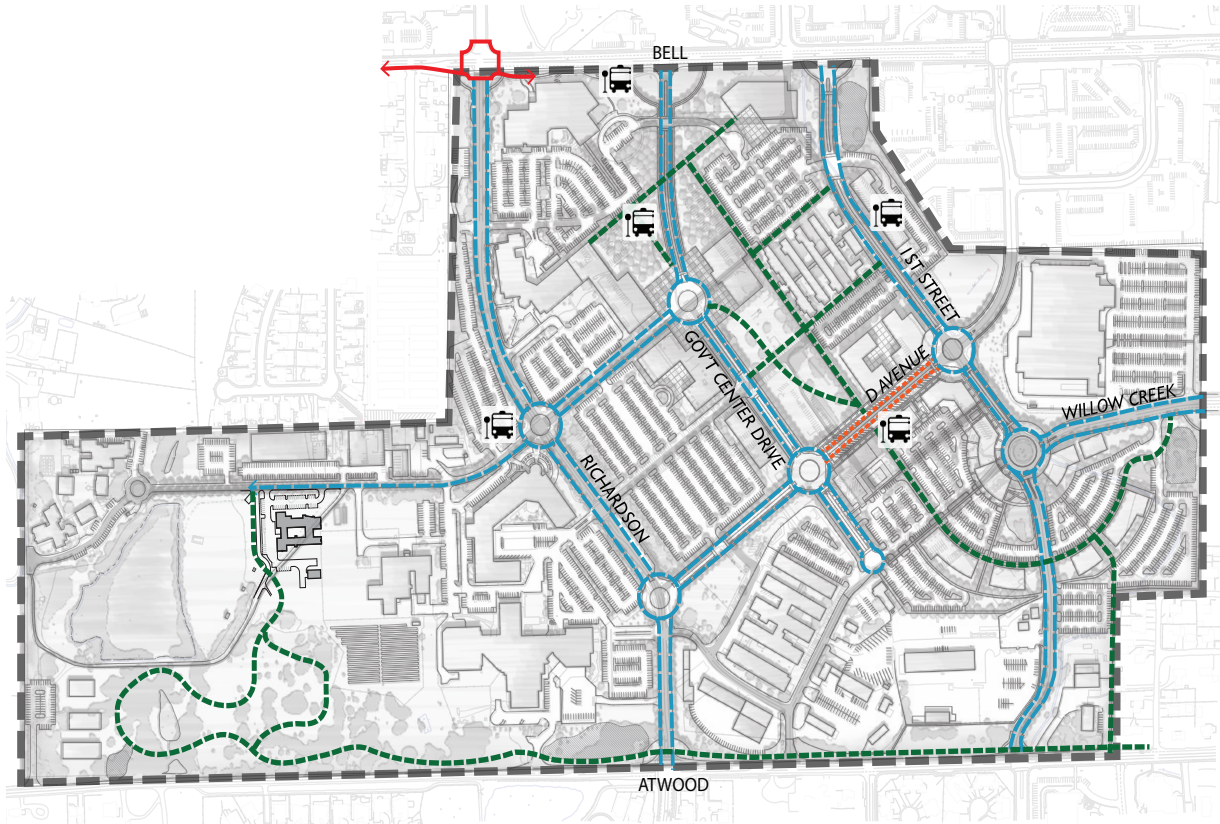 BELL
1ST STREET
GOV'T CENTER DRIVE
D AVENUE
WILLOW CREEK
RICHARDSON
ATWOOD